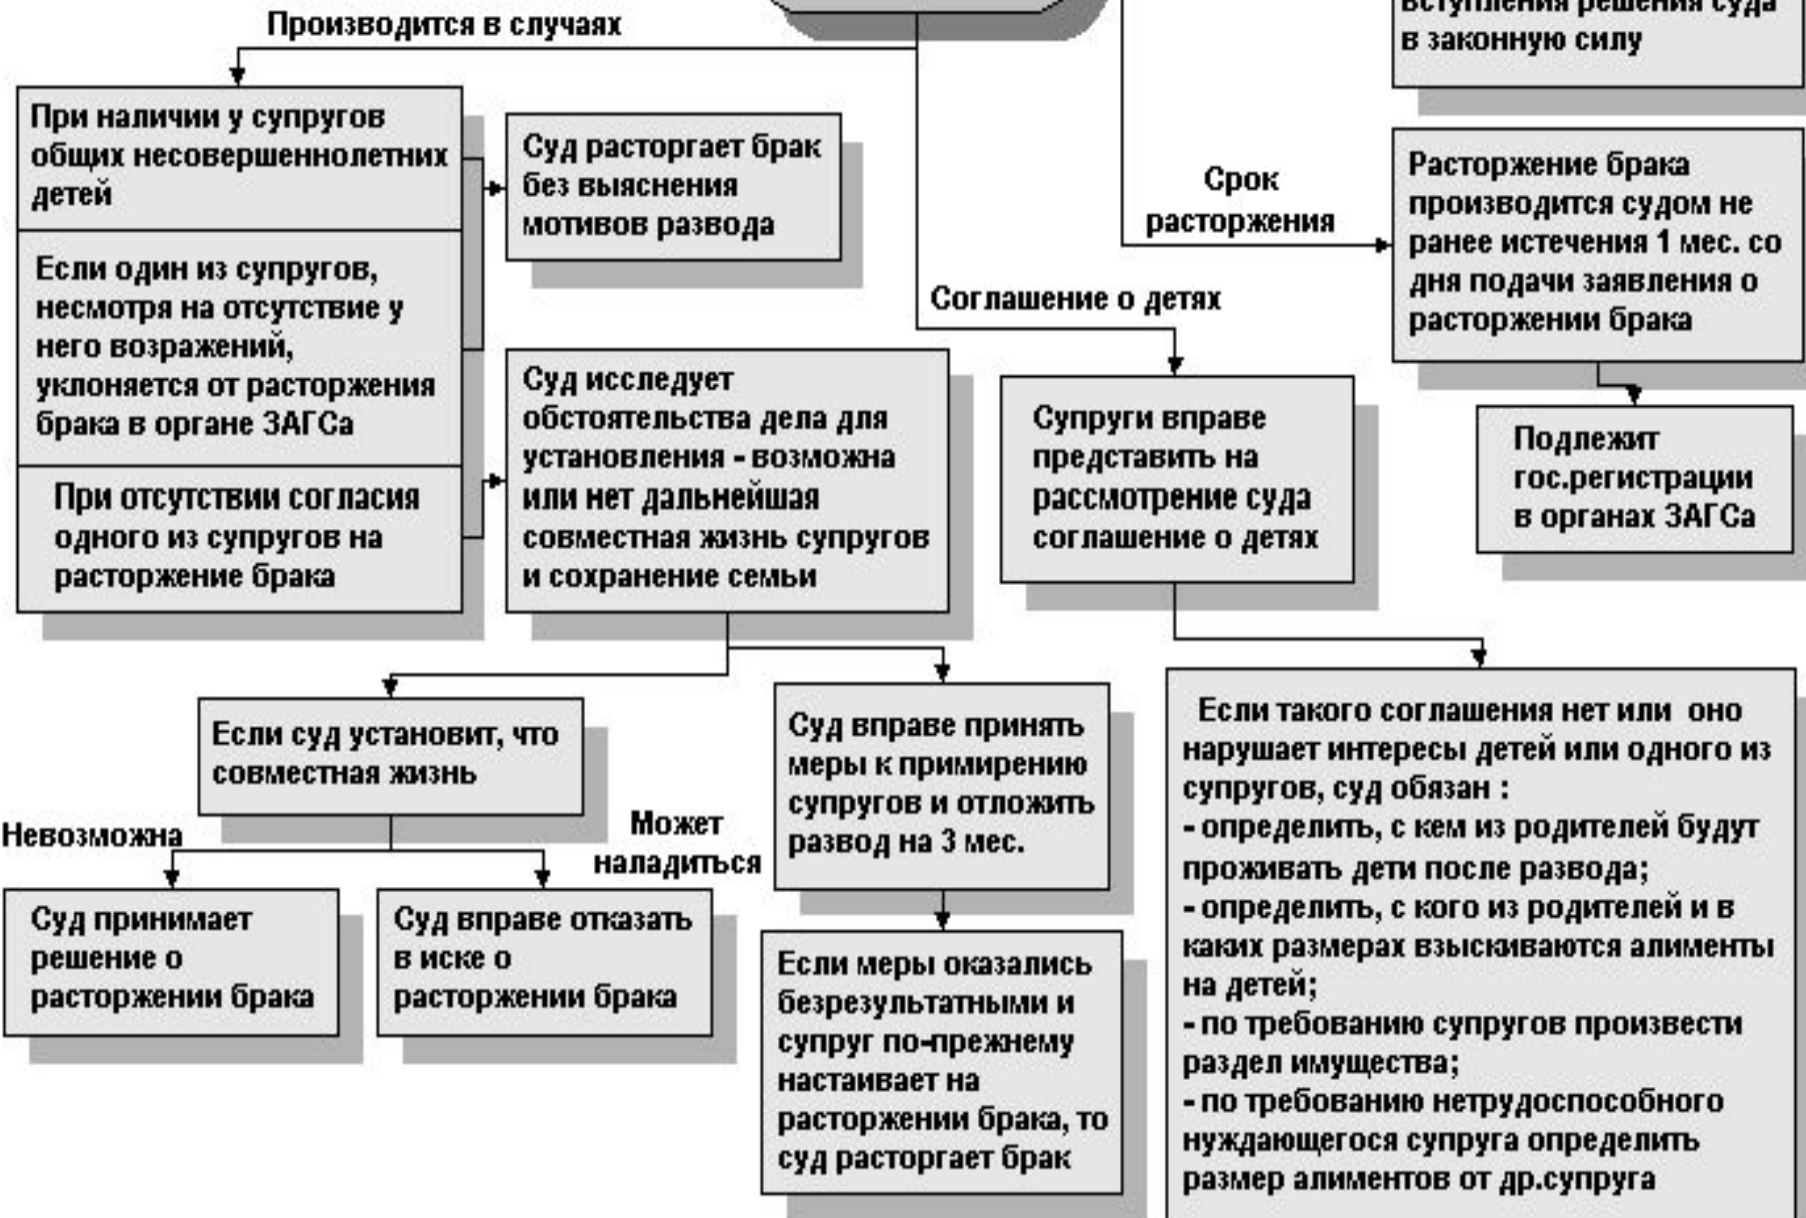 вступления решения суда
в законную силу
Производится в случаях
При наличии у супругов
общих несовершеннолетних
детей
Если один из супругов,
несмотря на отсутствие у
него возражений,
уклоняется от расторжения
брака в органе ЗАГСа
При отсутствии согласия
одного из супругов на
расторжение брака
Суд расторгает брак
без выяснения
мотивов развода
Суд исследует
обстоятельства дела для
установления - возможна
или нет дальнейшая
совместная жизнь супругов
и сохранение семьи
Срок
расторжения
Расторжение брака
производится судом не
ранее истечения 1 мес. со
дня подачи заявления о
расторжении брака
Подлежит
гос.регистрации
в органах ЗАГСа
Соглашение о детях
Супруги вправе
представить на
рассмотрение суда
соглашение о детях
Если суд установит, что
совместная жизнь
Невозможна
Может
наладиться
Суд принимает
решение о
расторжении брака
Суд вправе отказать
в иске о
расторжении брака
Суд вправе принять
меры к примирению
супругов и отложить
развод на 3 мес.
Если меры оказались
безрезультатными и
супруг по-прежнему
настаивает на
расторжении брака, то
суд расторгает брак
Если такого соглашения нет или оно
нарушает интересы детей или одного из
супругов, суд обязан :
- определить, с кем из родителей будут
проживать дети после развода;
- определить, с кого из родителей и в
каких размерах взыскиваются алименты
на детей;
- по требованию супругов произвести
раздел имущества;
- по требованию нетрудоспособного
нуждающегося супруга определить
размер алиментов от др.супруга